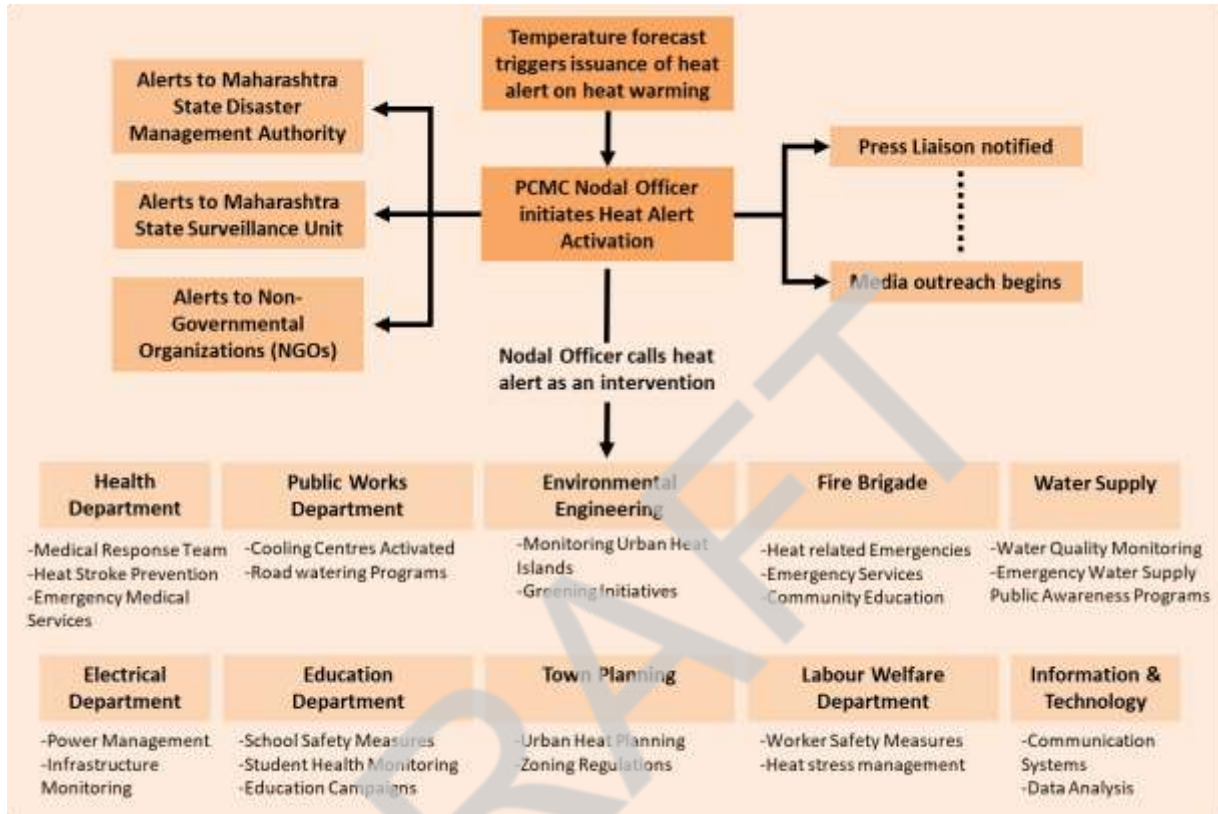 Temperature forecast
triggers issuance of heat
alert on heat warming
Alerts to Maharashtra
State Disaster
Management Authority
Press Liaison notified
PCMC Nodal Officer
initiates Heat Alert
Activation
Alerts to Maharashtra
State Surveillance Unit
Media outreach begins
Alerts to Non-
Governmental
Organizations (NGOs)
Nodal Officer calls heat
alert as an intervention
Health
Department
-Medical Response Team
-Heat Stroke Prevention
-Emergency Medical
Services
Public Works
Department
-Cooling Centres Activated
-Road watering Programs
Environmental
Engineering
-Monitoring Urban Heat
Islands
-Greening Initiatives
Fire Brigade
-Heat related Emergencies
-Emergency Services
-Community Education
Water Supply
-Water Quality Monitoring
-Emergency Water Supply
Public Awareness Programs
Electrical
Department
-Power Management
-Infrastructure
Monitoring
Education
Department
-School Safety Measures
-Student Health Monitoring
-Education Campaigns
Town Planning
-Urban Heat Planning
-Zoning Regulations
Labour Welfare
Department
-Worker Safety Measures
-Heat stress management
Information &
Technology
-Communication
Systems
-Data Analysis
RAFT